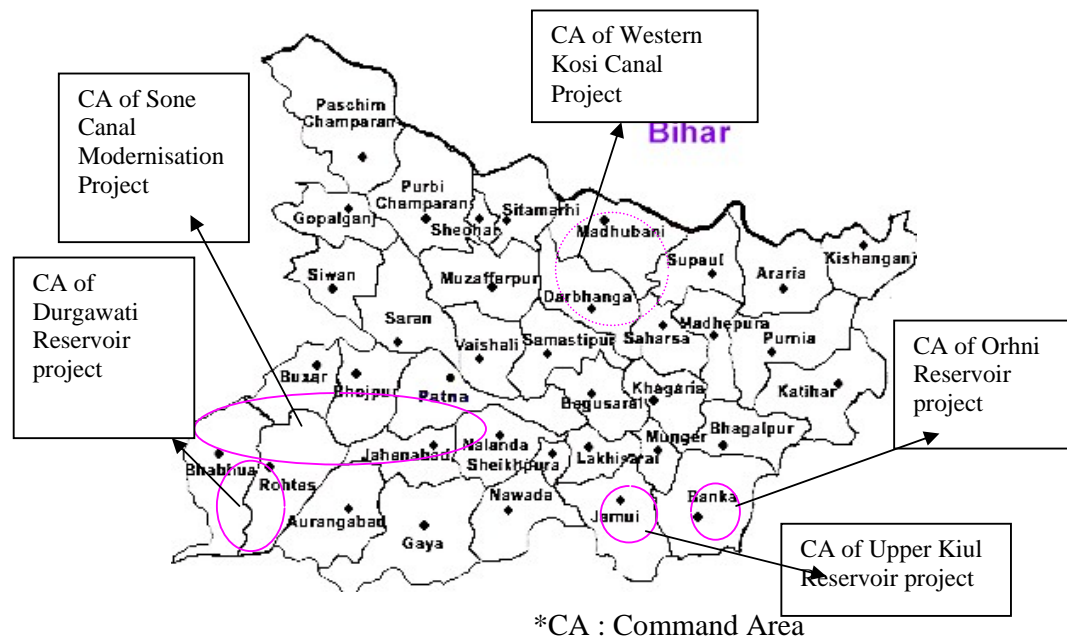 CA of Western
Kosi Canal
Project
CA of Sone
Canal
Modernisation
Project
Bihar
Paschim
Champaran
Purbi
Champaran
Gopalganj
Sheohar
Sitamarhi
Madhubani
Supaul
Araria
Kishanganj
CA of
Durgawati
Reservoir
project
Siwan
Muzaffarpur
Darbhanga
Saran
Vaishali
Samastipur
Saharsa
Madhepura
Purnia
CA of Orhni
Reservoir
project
Buxar
Bhojpur
Patna
Begusarai
Khagaria
Katihar
Bhabhua
Rohtas
Jahanabad
Nalanda
Sheikhpura
Lakhisarai
Munger
Bhagalpur
Aurangabad
Gaya
Nawada
Jamui
Banka
CA of Upper Kiul
Reservoir project
*CA : Command Area